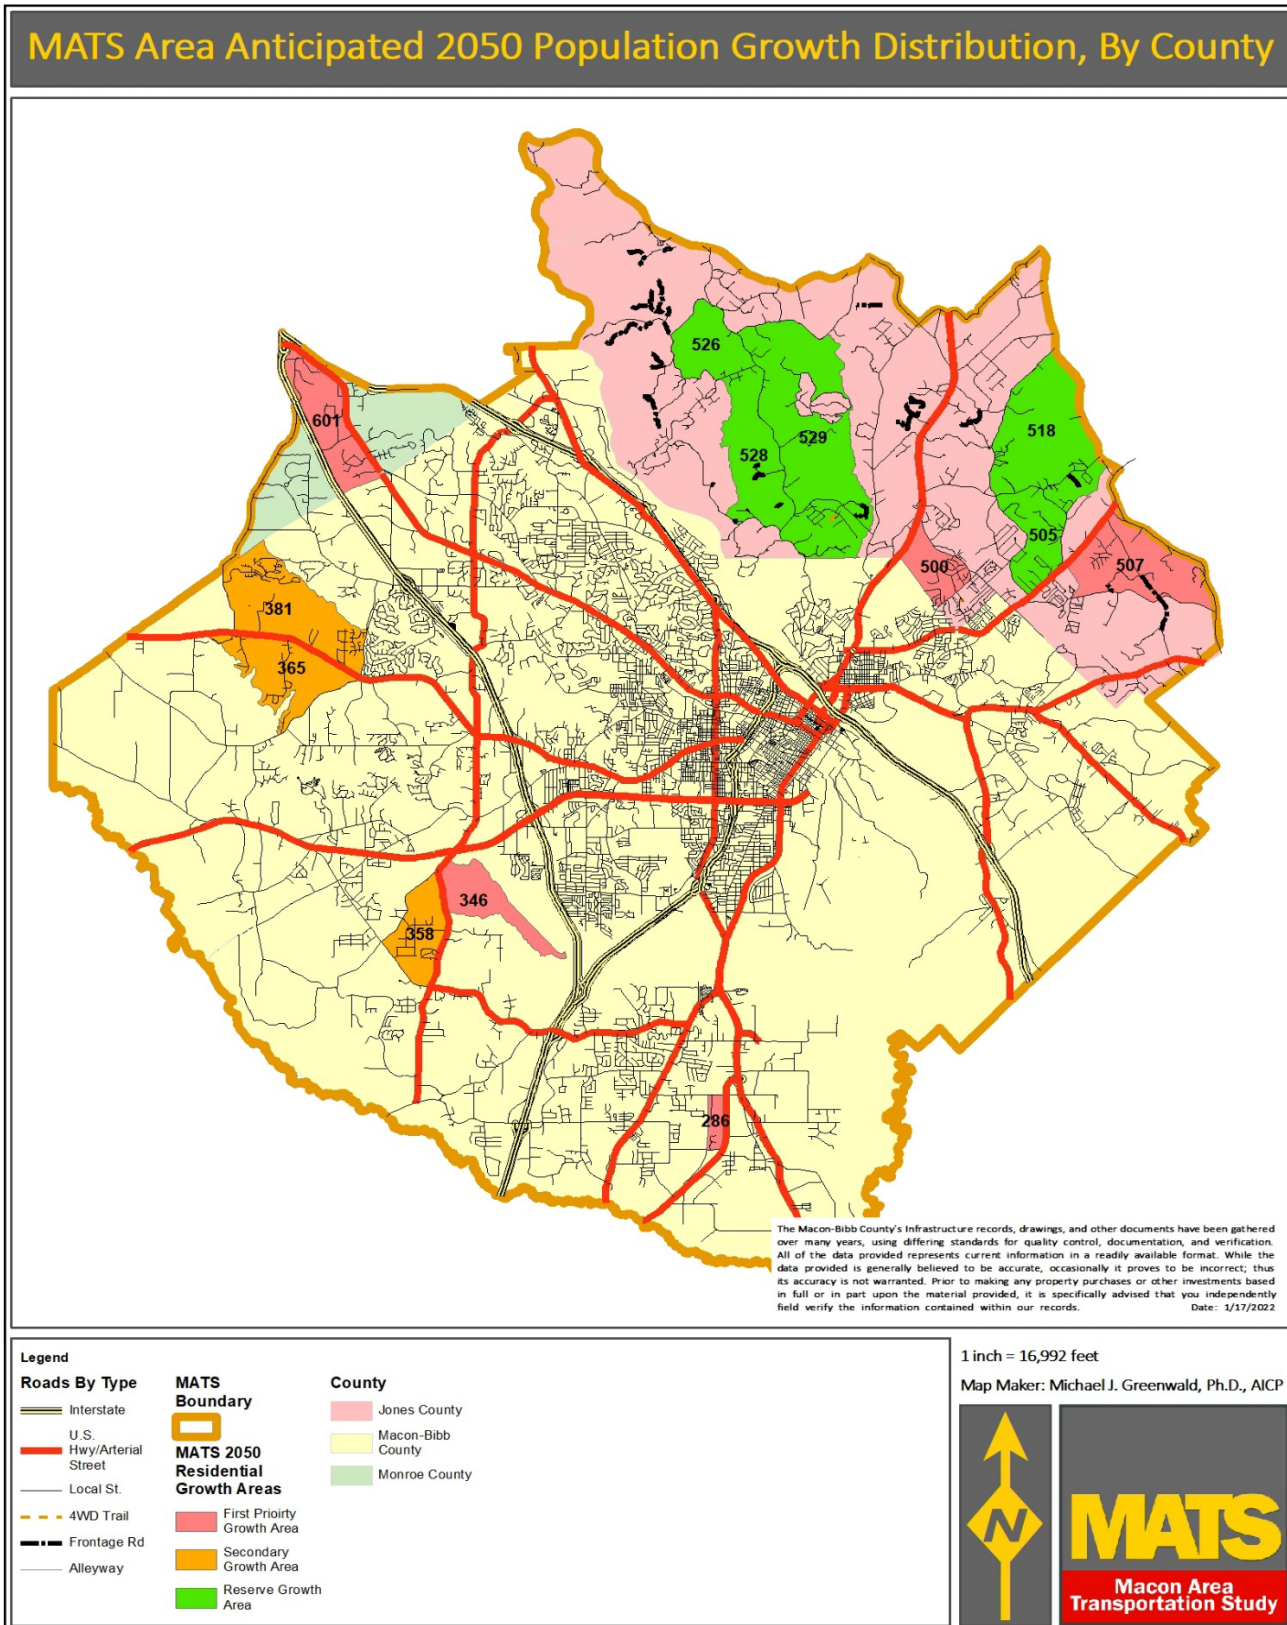 MATS Area Anticipated 2050 Population Growth Distribution, By County
526
518
601
529
528
505
500
507
381
365
346
358
286
The Macon-Bibb County's Infrastructure records, drawings, and other documents have been gathered
over many years, using differing standards for quality control, documentation, and verification.
All of the data provided represents current information in a readily available format. While the
data provided is generally believed to be accurate, occasionally it proves to be incorrect; thus
its accuracy is not warranted. Prior to making any property purchases or other investments based
in full or in part upon the material provided, it is specifically advised that you independently
field verify the information contained within our records. Date: 1/17/2022
Legend
Roads By Type
Interstate
U.S.
Hwy/Arterial
Street
Local St.
4WD Trail
Frontage Rd
Alleyway
MATS
Boundary
MATS 2050
Residential
Growth Areas
First Prioirty
Growth Area
Secondary
Growth Area
Reserve Growth
Area
County
Jones County
Macon-Bibb
County
Monroe County
1 inch = 16,992 feet
Map Maker: Michael J. Greenwald, Ph.D., AICP
N
MATS
Macon Area
Transportation Study